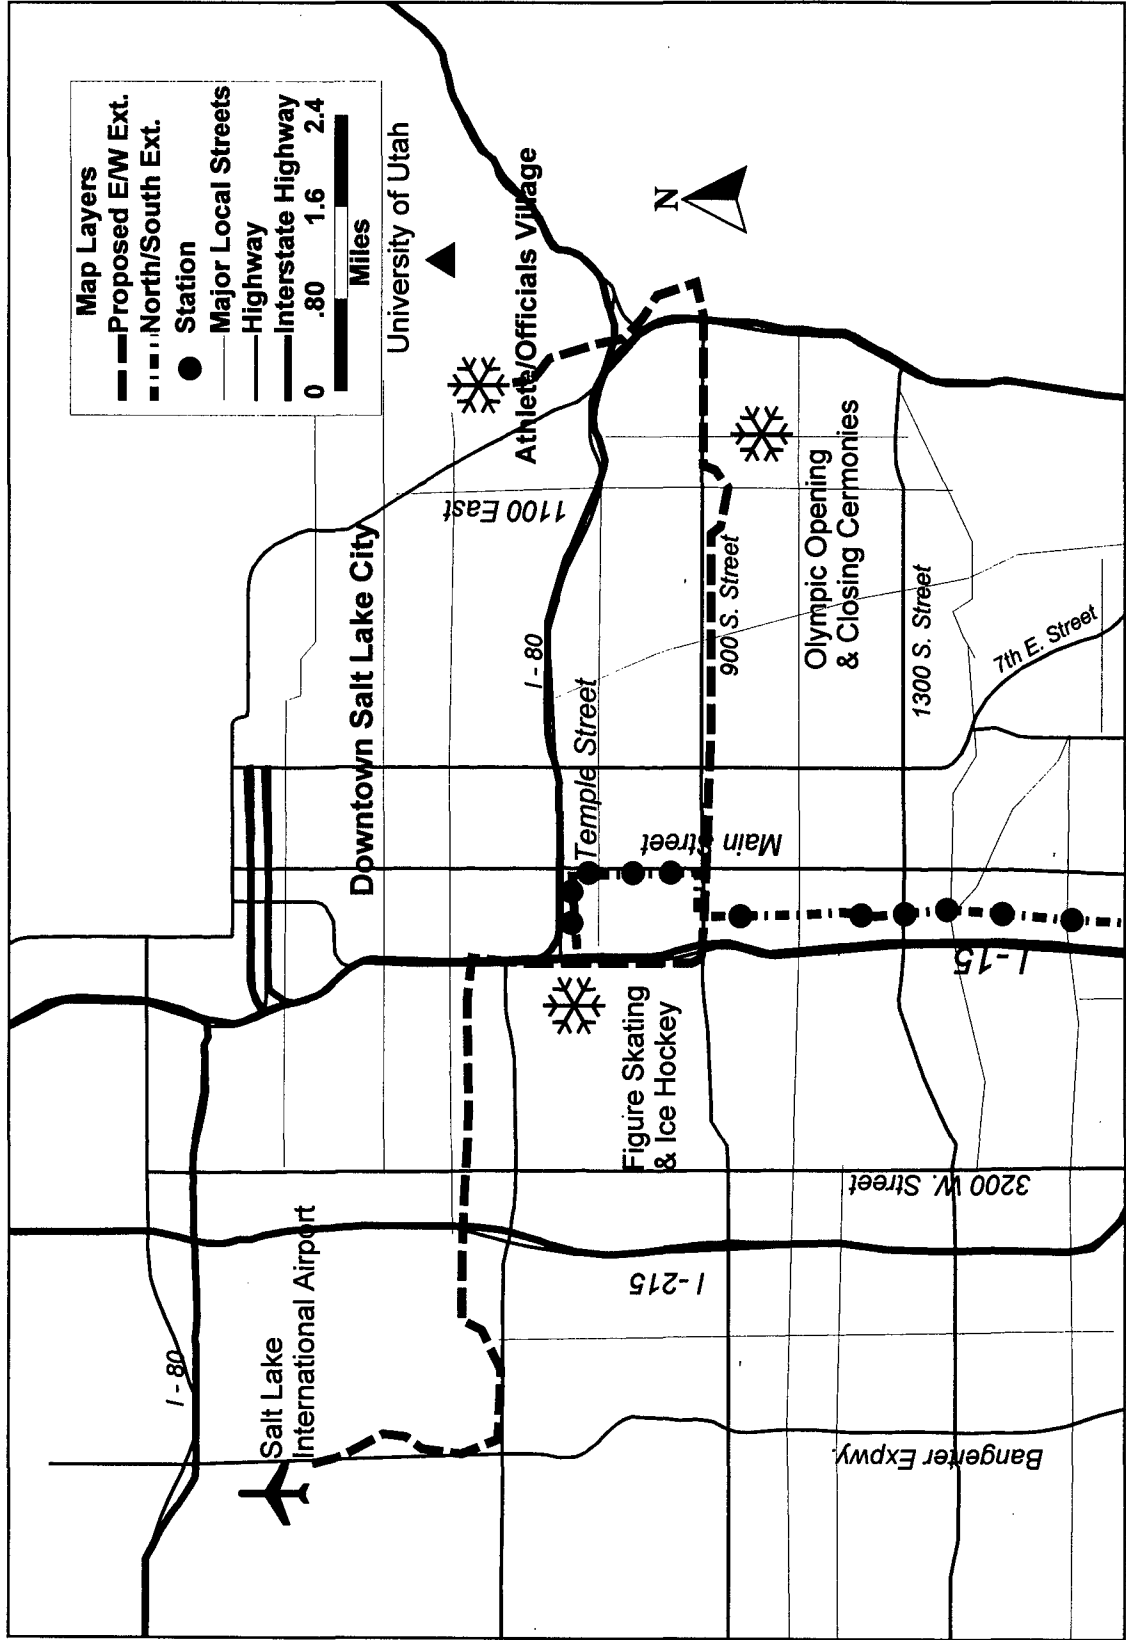 Map Layers
Proposed E/W Ext.
North/South Ext.
Station
Major Local Streets
Highway
Interstate Highway
0 .80 1.6 2.4
Miles
University of Utah
Athlete/Officials Village
N
1100 East
Downtown Salt Lake City
I - 80
Temple Street
900 S. Street
Olympic Opening
& Closing Cermonies
1300 S. Street
7th E. Street
Main Street
I-15
Figure Skating
& Ice Hockey
3200 W. Street
I-215
I - 80
Salt Lake
International Airport
Bangerter Expwy.